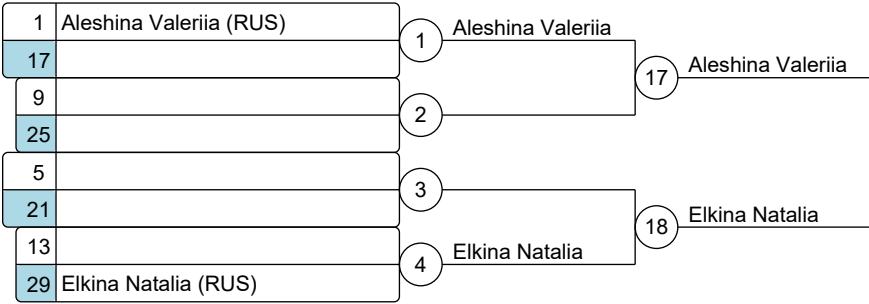 1 Aleshina Valeriia (RUS)
17
9
25
5
21
13
29 Elkina Natalia (RUS)
1 Aleshina Valeriia
2
3
4 Elkina Natalia
17 Aleshina Valeriia
18 Elkina Natalia